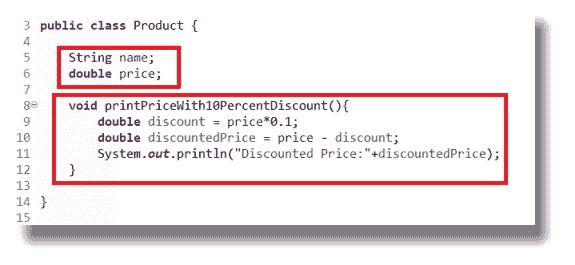 3 public class Product {
4
5 String name;
6 double price;
7
8 void printPriceWith10PercentDiscount(){
9 double discount = price*0.1;
10 double discountedPrice = price - discount;
11 System.out.println("Discounted Price:"+discountedPrice);
12 }
13
14 }
15